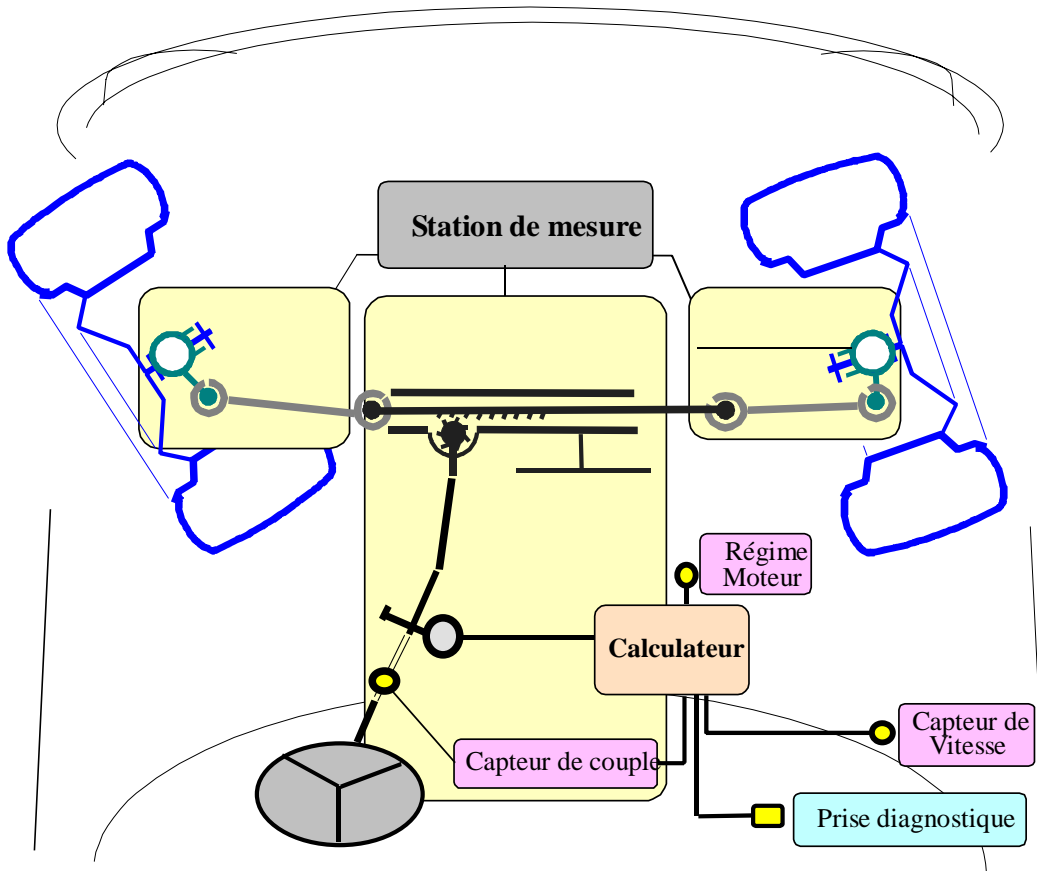 Station de mesure
Régime
Moteur
Calculateur
Capteur de
Vitesse
Capteur de couple
Prise diagnostique